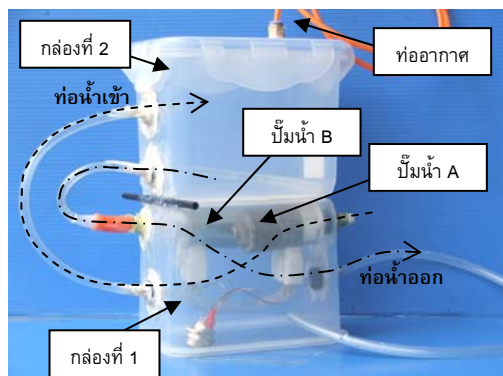 กล่องที่ 2
ท่ออากาศ
ท่อน้ำเข้า
ปั๊มน้ำ B
ปั๊มน้ำ A
ท่อน้ำออก
กล่องที่ 1